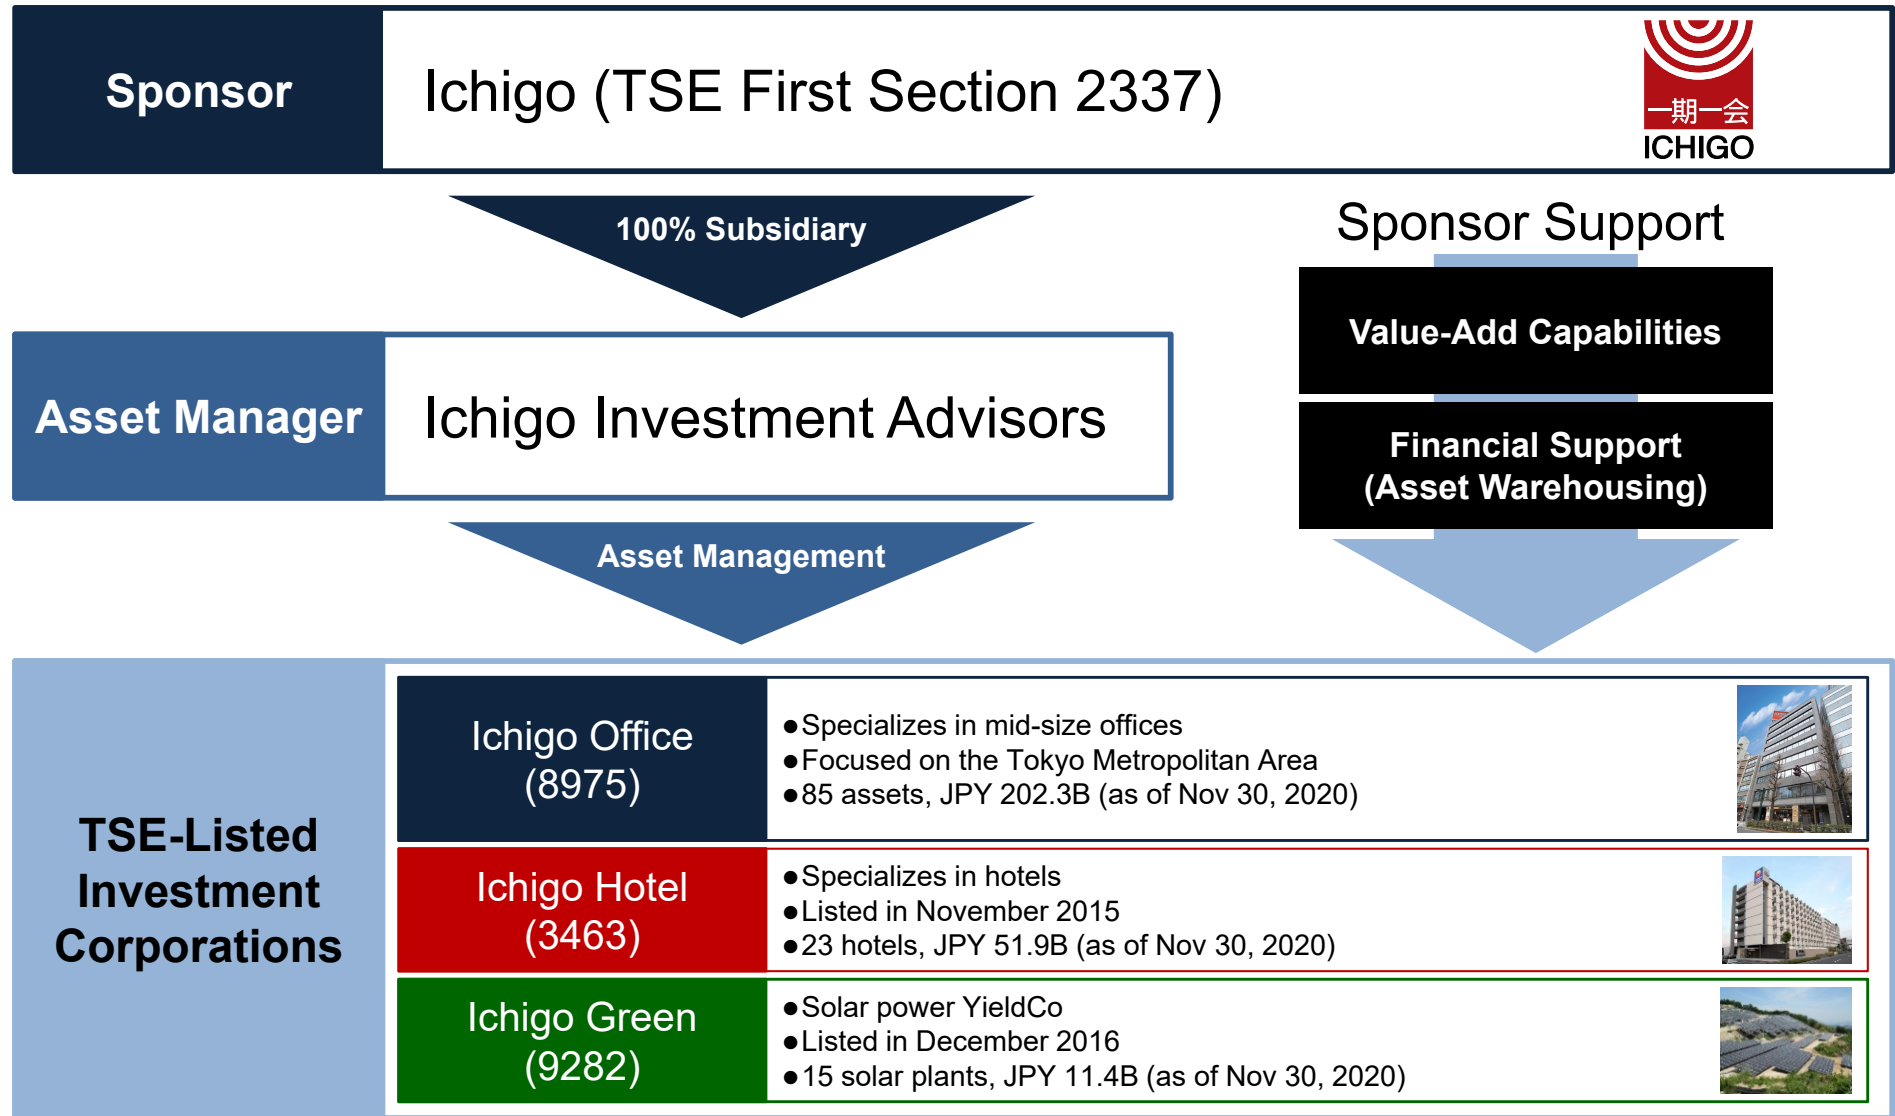 Sponsor
Ichigo (TSE First Section 2337)
一期一会
ICHIGO
100% Subsidiary
Sponsor Support
Value-Add Capabilities
Asset Manager
Ichigo Investment Advisors
Financial Support
(Asset Warehousing)
Asset Management
TSE-Listed
Investment
Corporations
Ichigo Office
(8975)
●Specializes in mid-size offices
●Focused on the Tokyo Metropolitan Area
●85 assets, JPY 202.3B (as of Nov 30, 2020)
Ichigo Hotel
(3463)
●Specializes in hotels
●Listed in November 2015
●23 hotels, JPY 51.9B (as of Nov 30, 2020)
Ichigo Green
(9282)
●Solar power YieldCo
●Listed in December 2016
●15 solar plants, JPY 11.4B (as of Nov 30, 2020)